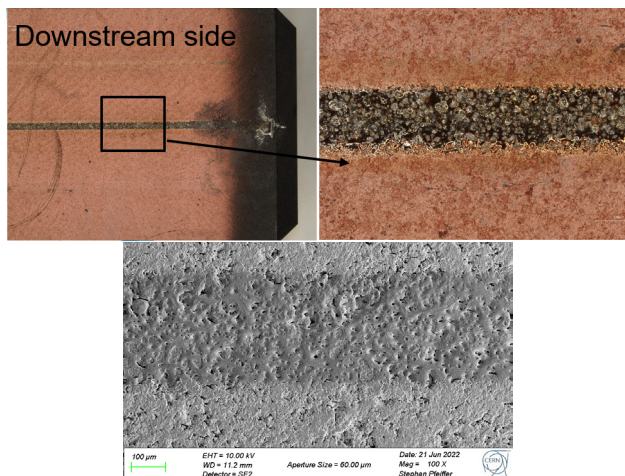 Downstream side
100 µm
EHT = 10.00 kV
WD = 11.2 mm
Detector = SE2
Aperture Size = 60.00 µm
Date: 21 Jun 2022
Mag = 100 X
Stephan Pfeiffer
CERN